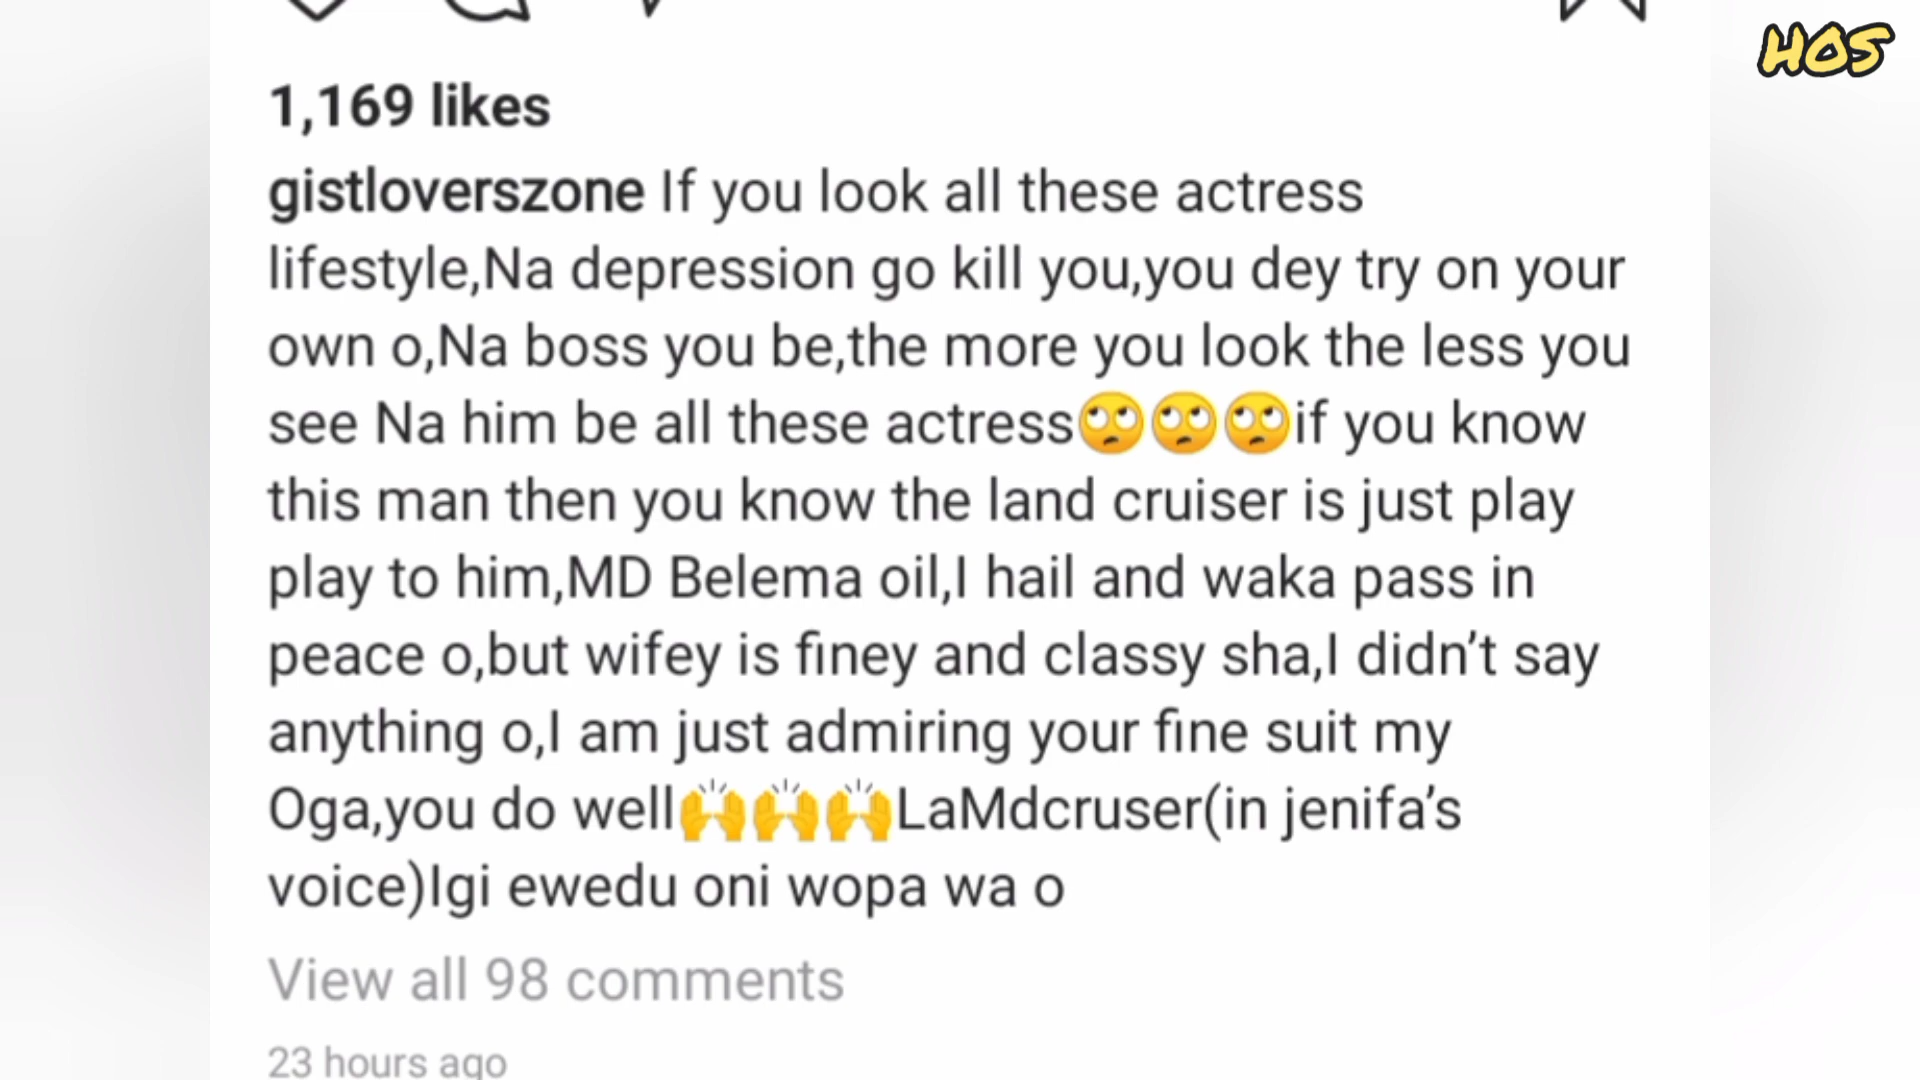 HOS
1,169 likes
gistloverszone If you look all these actress
lifestyle,Na depression go kill you,you dey try on your
own o,Na boss you be,the more you look the less you
see Na him be all these actress🙄🙄🙄if you know
this man then you know the land cruiser is just play
play to him,MD Belema oil,I hail and waka pass in
peace o,but wifey is finey and classy sha,I didn’t say
anything o,I am just admiring your fine suit my
Oga,you do well🙌🙌🙌LaMdcruser(in jenifa’s
voice)Igi ewedu oni wopa wa o
View all 98 comments
23 hours ago